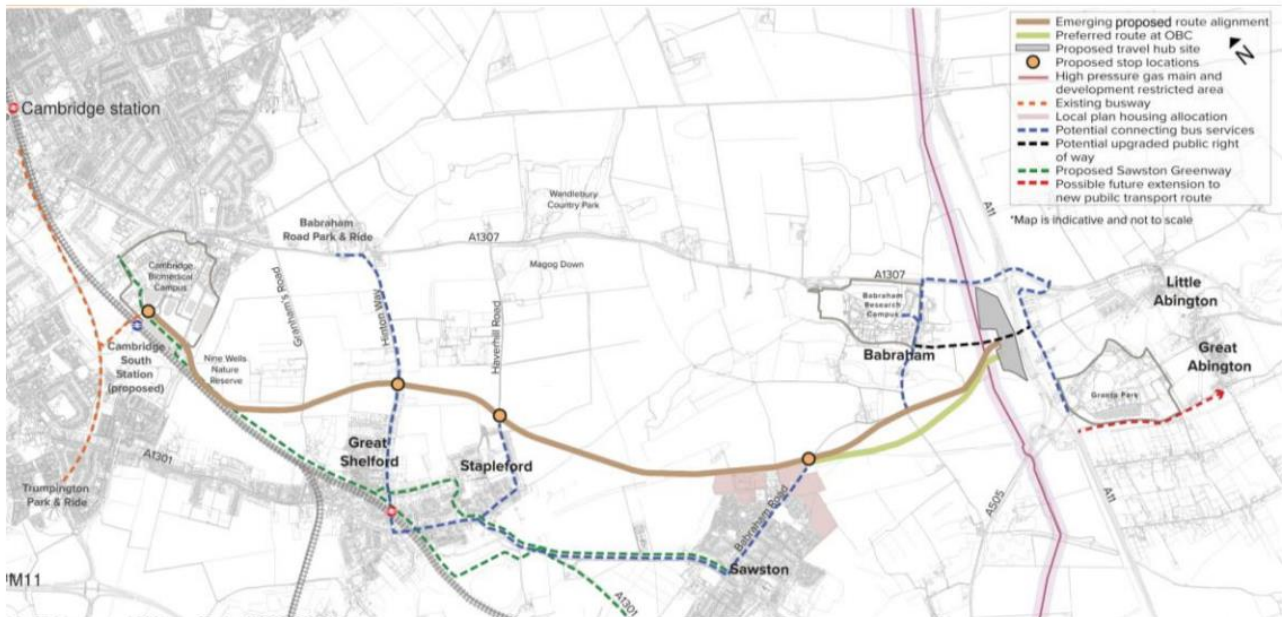 Emerging proposed route alignment
Preferred route at OBC
Proposed travel hub site
Proposed stop locations
High pressure gas main and
development restricted area
Existing busway
Local plan housing allocation
Potential connecting bus services
Potential upgraded public right
of way
Proposed Sawston Greenway
Possible future extension to
new public transport route
N
*Map is indicative and not to scale
Cambridge station
Cambridge
Biomedical
Campus
Cambridge
South
Station
(proposed)
Nine Wells
Nature
Reserve
Trumpington
Park & Ride
A1301
M11
Granham's Road
Babraham
Road Park & Ride
Hinton Way
A1307
Wandlebury
Country Park
Magog Down
Haverhill Road
Great
Shelford
Stapleford
A1301
Babraham Road
Sawston
A1307
Babraham
Research
Campus
Babraham
A11
A505
A11
Granta Park
Little
Abington
Great
Abington